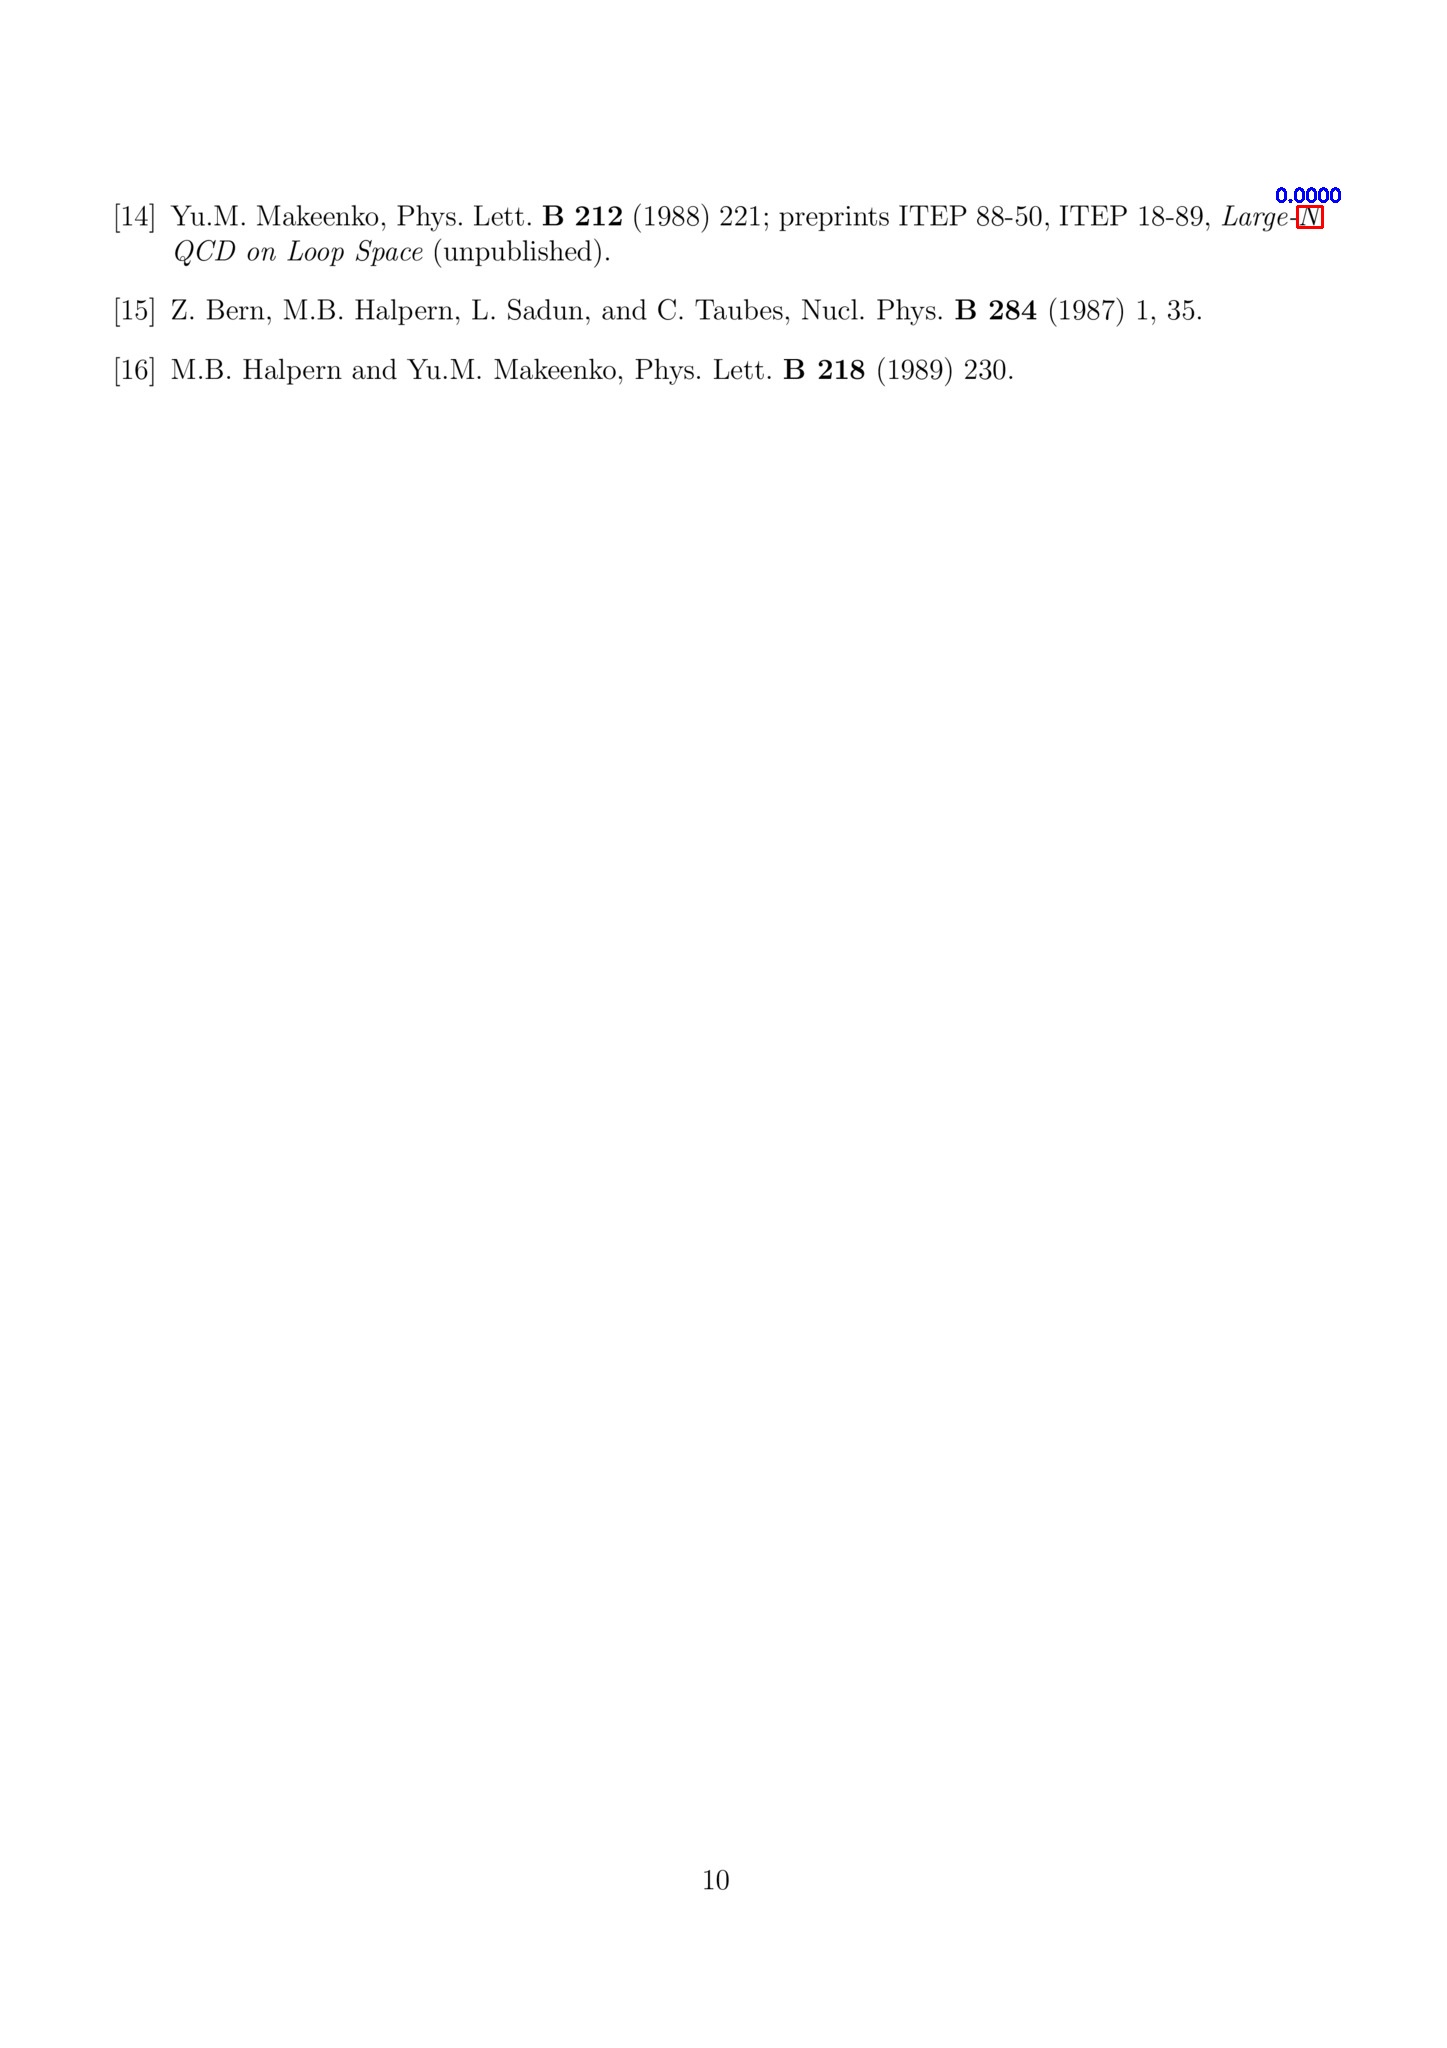 0.0000
[14] Yu.M. Makeenko, Phys. Lett. B 212 (1988) 221; preprints ITEP 88-50, ITEP 18-89, Large-N
QCD on Loop Space (unpublished).
[15] Z. Bern, M.B. Halpern, L. Sadun, and C. Taubes, Nucl. Phys. B 284 (1987) 1, 35.
[16] M.B. Halpern and Yu.M. Makeenko, Phys. Lett. B 218 (1989) 230.
10